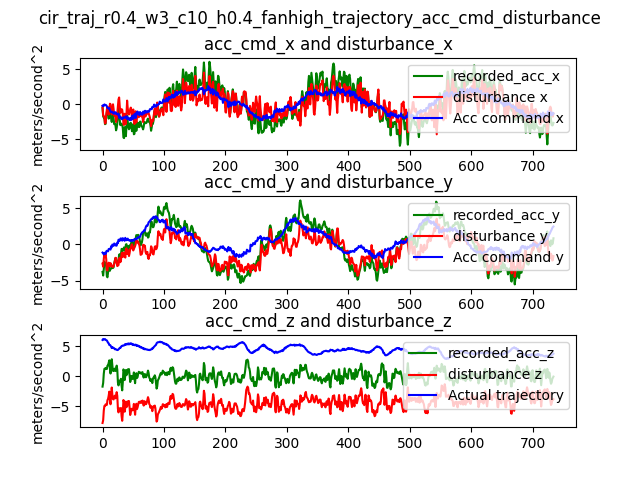 cir_traj_r0.4_w3_c10_h0.4_fanhigh_trajectory_acc_cmd_disturbance
acc_cmd_x and disturbance_x
meters/second^2
5
0
−5
recorded_acc_x
disturbance x
Acc command x
0 100 200 300 400 500 600 700
acc_cmd_y and disturbance_y
meters/second^2
5
0
−5
recorded_acc_y
disturbance y
Acc command y
0 100 200 300 400 500 600 700
acc_cmd_z and disturbance_z
meters/second^2
5
0
−5
recorded_acc_z
disturbance z
Actual trajectory
0 100 200 300 400 500 600 700